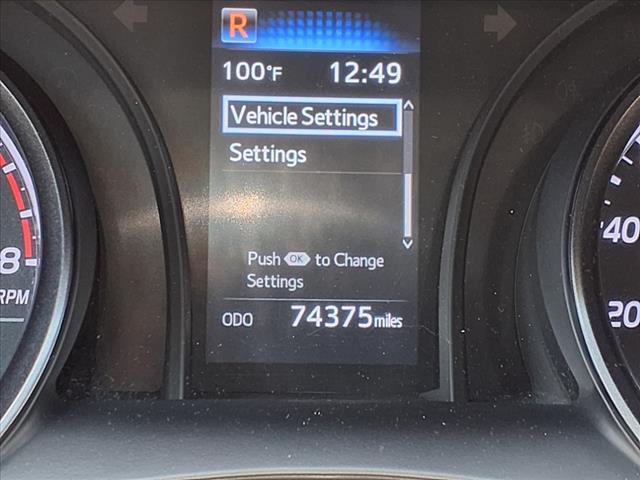 R
100°F 12:49
Vehicle Settings
Settings
Push OK to Change
Settings
ODO 74375 miles
8
RPM
40
20